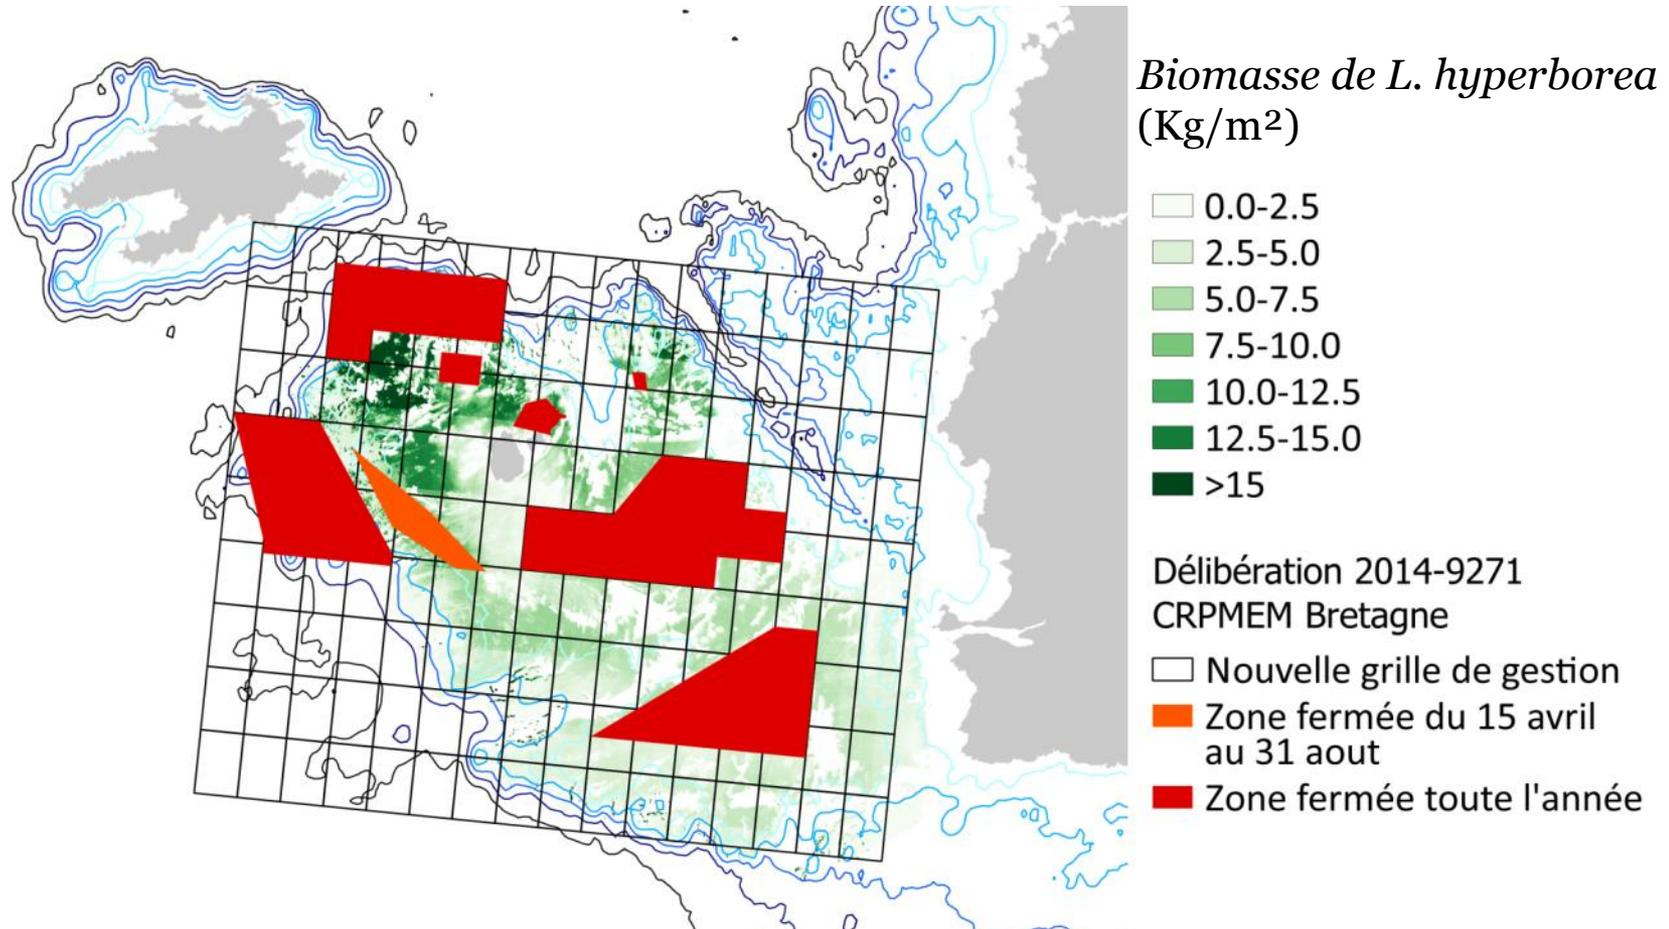 Biomasse de L. hyperborea
(Kg/m²)
0.0-2.5
2.5-5.0
5.0-7.5
7.5-10.0
10.0-12.5
12.5-15.0
>15
Délibération 2014-9271
CRPMEM Bretagne
Nouvelle grille de gestion
Zone fermée du 15 avril
au 31 aout
Zone fermée toute l'année